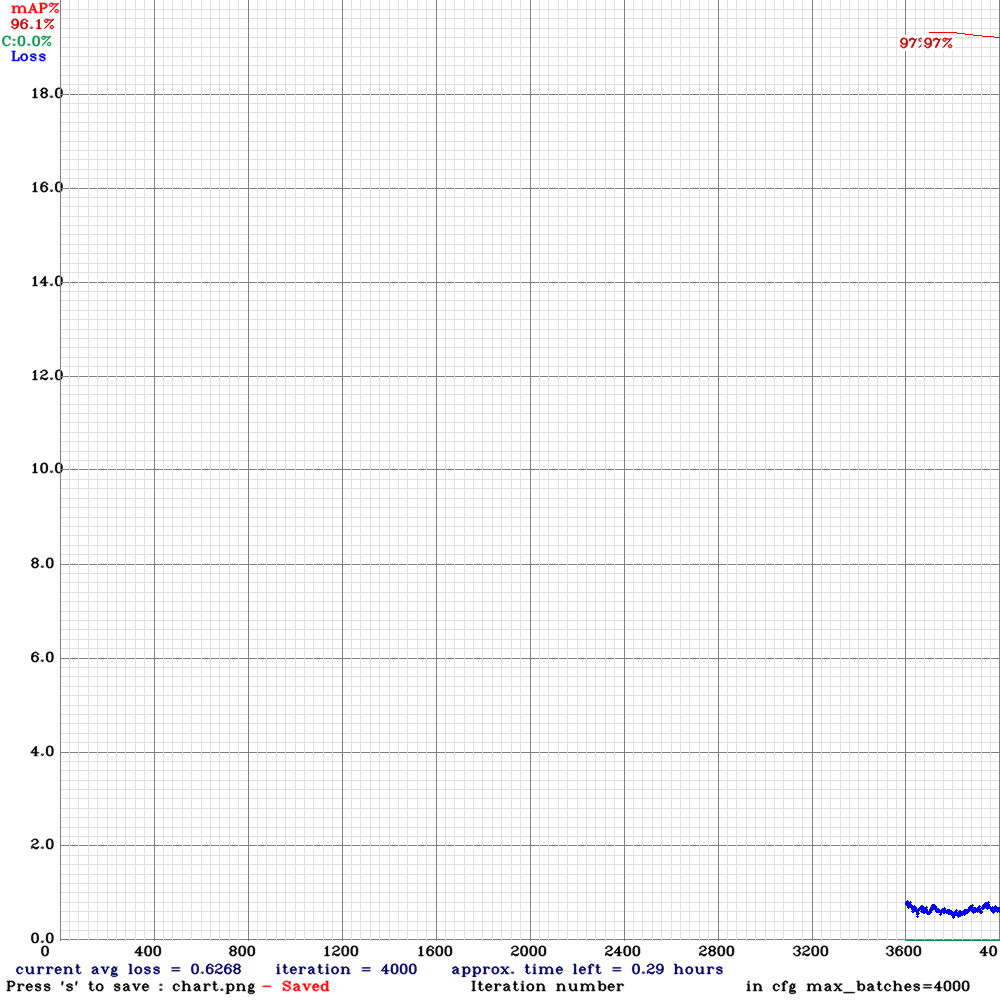 mAP%
96.1%
C:0.0%
Loss
97% 97%
18.0
16.0
14.0
12.0
10.0
8.0
6.0
4.0
2.0
0.0
0 400 800 1200 1600 2000 2400 2800 3200 3600 40
current avg loss = 0.6268 iteration = 4000 approx. time left = 0.29 hours
Press 's' to save : chart.png - Saved Iteration number in cfg max_batches=4000